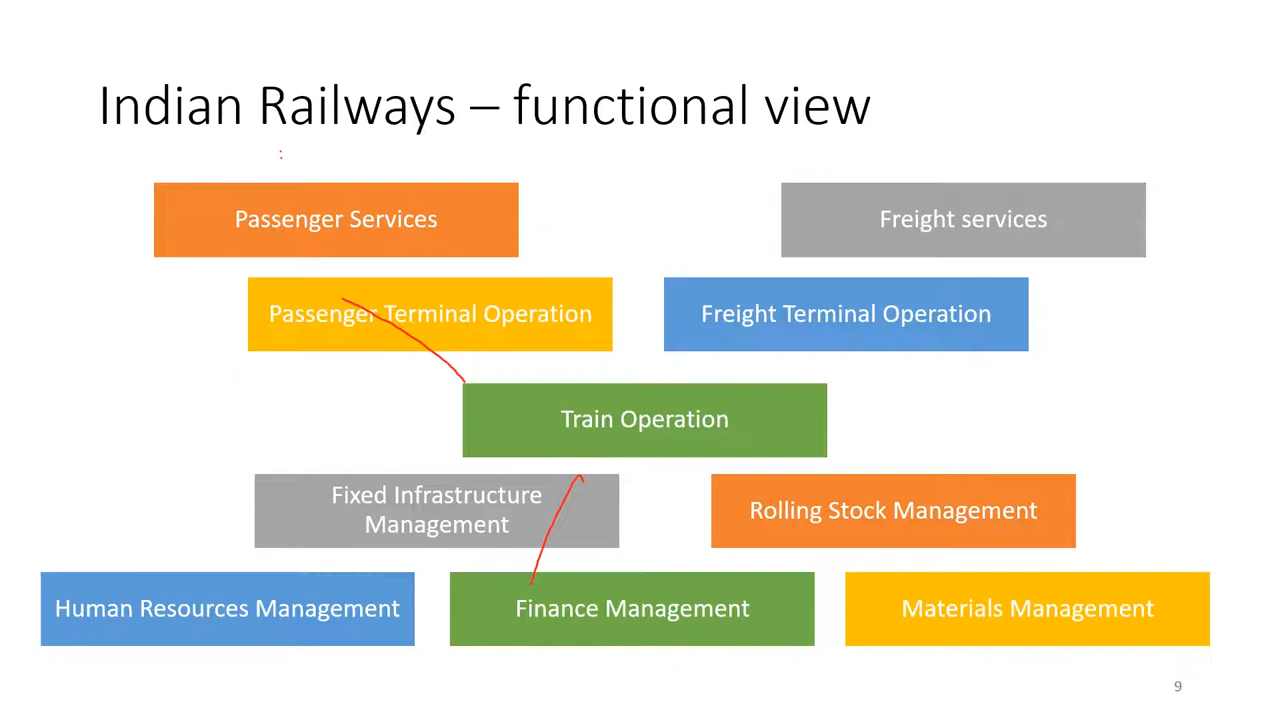 Indian Railways – functional view
Passenger Services
Freight services
Passenger Terminal Operation
Freight Terminal Operation
Train Operation
Fixed Infrastructure
Management
Rolling Stock Management
Human Resources Management
Finance Management
Materials Management
9